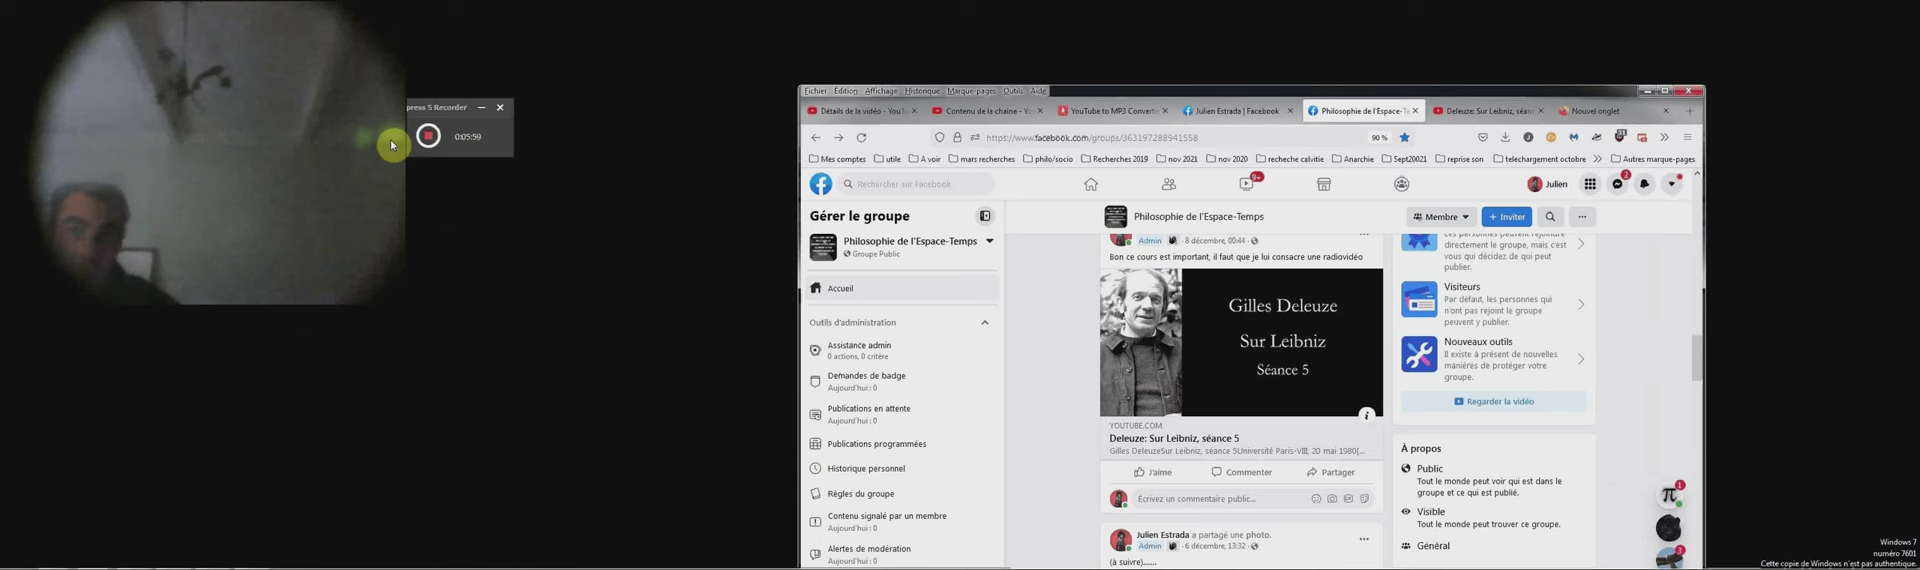 press 5 Recorder
0:05:59
Fichier Édition Affichage Historique Marque-pages Outils Aide
Détails de la vidéo - YouTu
Contenu de la chaîne - You
YouTube to MP3 Converte
Julien Estrada | Facebook
Philosophie de l'Espace-Te
Deleuze: Sur Leibniz, séanc
Nouvel onglet
https://www.facebook.com/groups/363197288941558
90 %
Mes comptes
utile
A voir
mars recherches
philo/socio
Recherches 2019
nov 2021
nov 2020
recheche calvitie
Anarchie
Sept20021
reprise son
telechargement octobre
Autres marque-pages
Rechercher sur Facebook
9+
Julien
2
Gérer le groupe
Philosophie de l'Espace-Temps
Groupe Public
Accueil
Outils d'administration
Assistance admin
0 actions, 0 critère
Demandes de badge
Aujourd'hui : 0
Publications en attente
Aujourd'hui : 0
Publications programmées
Historique personnel
Règles du groupe
Contenu signalé par un membre
Aujourd'hui : 0
Alertes de modération
Aujourd'hui : 0
Philosophie de l'Espace-Temps
Membre
+ Inviter
Admin · 8 décembre, 00:44 ·
Bon ce cours est important, il faut que je lui consacre une radiovidéo
Gilles Deleuze
Sur Leibniz
Séance 5
YOUTUBE.COM
Deleuze: Sur Leibniz, séance 5
Gilles DeleuzeSur Leibniz, séance 5Université Paris-VIII, 20 mai 1980[...
J'aime
Commenter
Partager
Écrivez un commentaire public...
Julien Estrada a partagé une photo.
Admin · 6 décembre, 13:32 ·
(à suivre)......
Les personnes peuvent rejoindre
directement le groupe, mais c'est
vous qui décidez de qui peut
publier.
Visiteurs
Par défaut, les personnes qui
n'ont pas rejoint le groupe
peuvent y publier.
Nouveaux outils
Il existe à présent de nouvelles
manières de protéger votre
groupe.
Regarder la vidéo
À propos
Public
Tout le monde peut voir qui est dans le
groupe et ce qui est publié.
Visible
Tout le monde peut trouver ce groupe.
Général
π
1
3
Windows 7
numéro 7601
Cette copie de Windows n'est pas authentique.